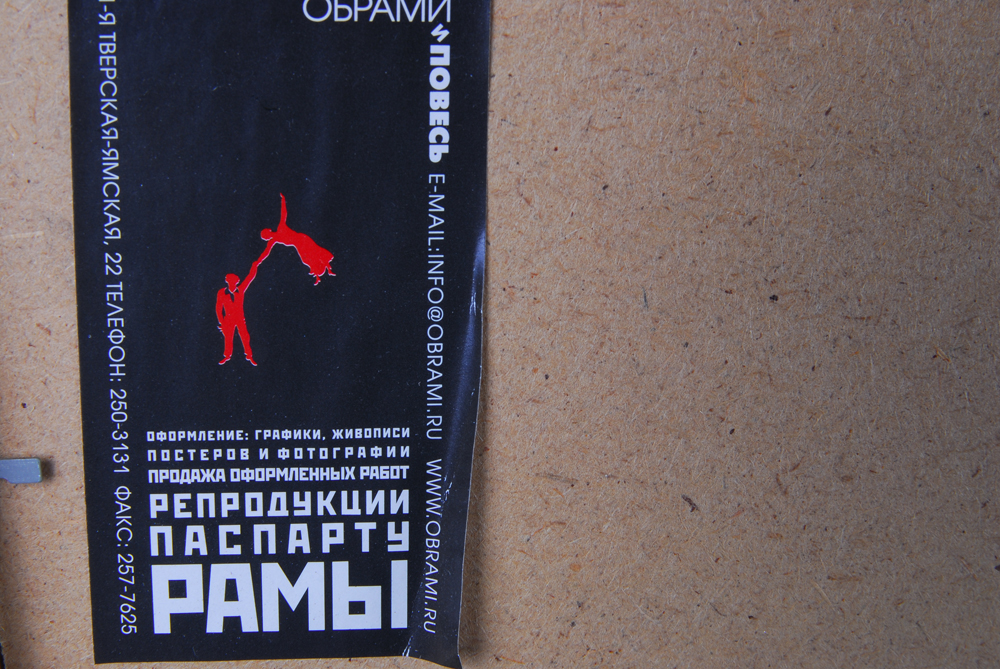 ОБРАМИ
и ПОВЕСЬ E-MAIL:INFO@OBRAMI.RU WWW.OBRAMI.RU
-Я ТВЕРСКАЯ-ЯМСКАЯ, 22 ТЕЛЕФОН: 250-3131 ФАКС: 257-7625
ОФОРМЛЕНИЕ: ГРАФИКИ, ЖИВОПИСИ
ПОСТЕРОВ И ФОТОГРАФИИ
ПРОДАЖА ОФОРМЛЕННЫХ РАБОТ
РЕПРОДУКЦИИ
ПАСПАРТУ
РАМЫ